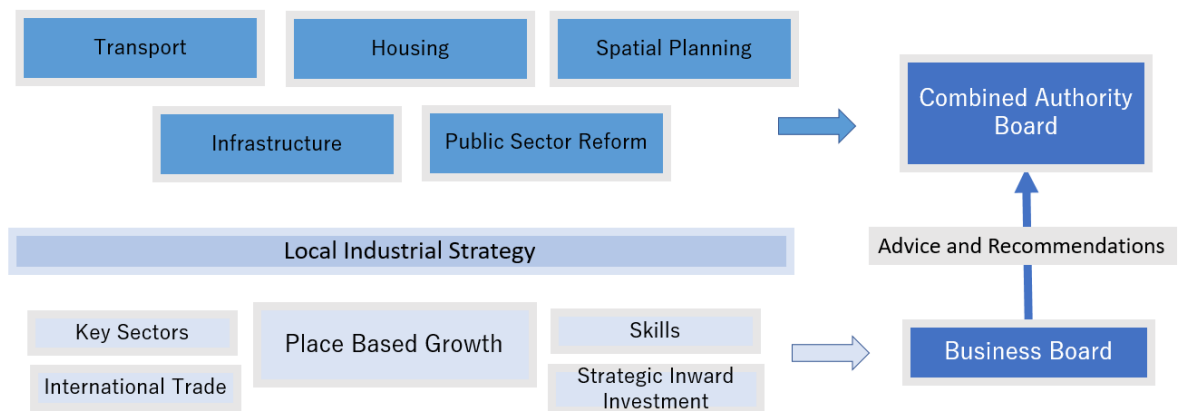 Transport
Housing
Spatial Planning
Infrastructure
Public Sector Reform
Combined Authority
Board
Local Industrial Strategy
Advice and Recommendations
Key Sectors
International Trade
Place Based Growth
Skills
Strategic Inward
Investment
Business Board